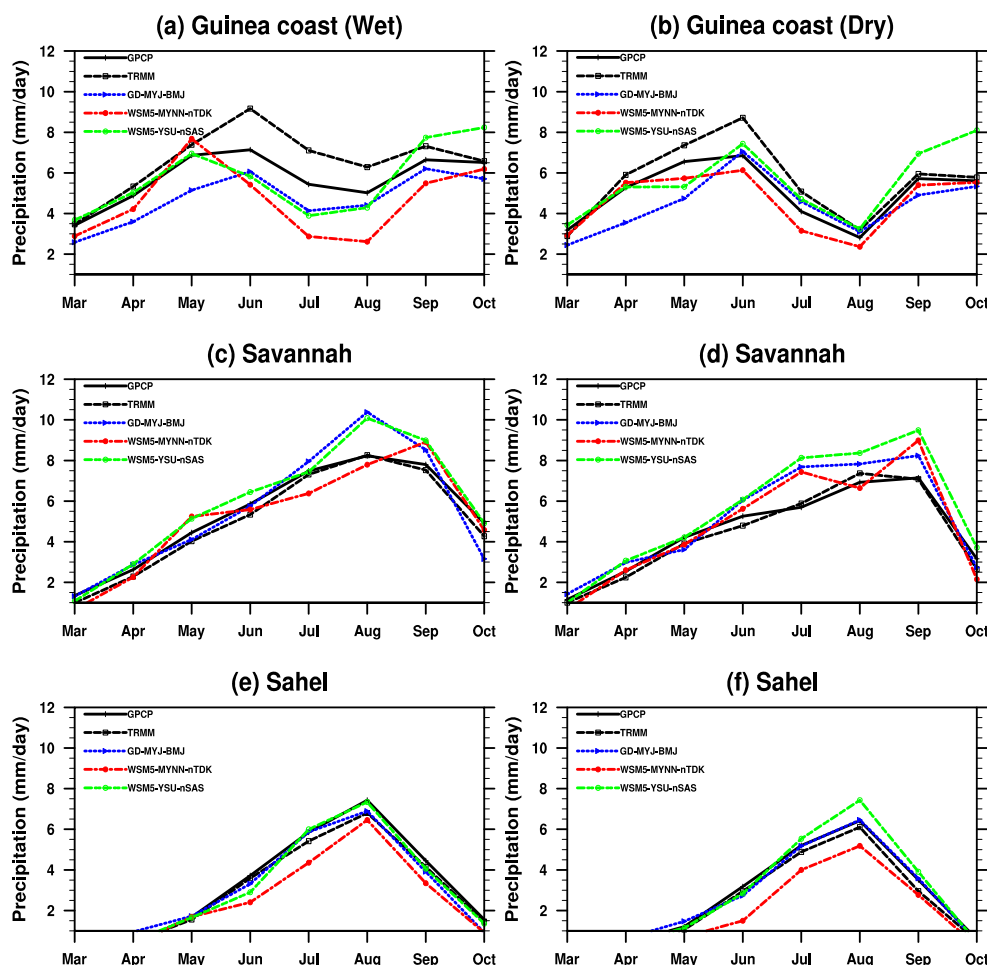 (a) Guinea coast (Wet)
Precipitation (mm/day)
12
10
8
6
4
2
GPCP
TRMM
GD-MYJ-BMJ
WSM5-MYNN-nTDK
WSM5-YSU-nSAS
Mar Apr May Jun Jul Aug Sep Oct
(b) Guinea coast (Dry)
Precipitation (mm/day)
12
10
8
6
4
2
GPCP
TRMM
GD-MYJ-BMJ
WSM5-MYNN-nTDK
WSM5-YSU-nSAS
Mar Apr May Jun Jul Aug Sep Oct
(c) Savannah
Precipitation (mm/day)
12
10
8
6
4
2
GPCP
TRMM
GD-MYJ-BMJ
WSM5-MYNN-nTDK
WSM5-YSU-nSAS
Mar Apr May Jun Jul Aug Sep Oct
(d) Savannah
Precipitation (mm/day)
12
10
8
6
4
2
GPCP
TRMM
GD-MYJ-BMJ
WSM5-MYNN-nTDK
WSM5-YSU-nSAS
Mar Apr May Jun Jul Aug Sep Oct
(e) Sahel
Precipitation (mm/day)
12
10
8
6
4
2
GPCP
TRMM
GD-MYJ-BMJ
WSM5-MYNN-nTDK
WSM5-YSU-nSAS
Mar Apr May Jun Jul Aug Sep Oct
(f) Sahel
Precipitation (mm/day)
12
10
8
6
4
2
GPCP
TRMM
GD-MYJ-BMJ
WSM5-MYNN-nTDK
WSM5-YSU-nSAS
Mar Apr May Jun Jul Aug Sep Oct